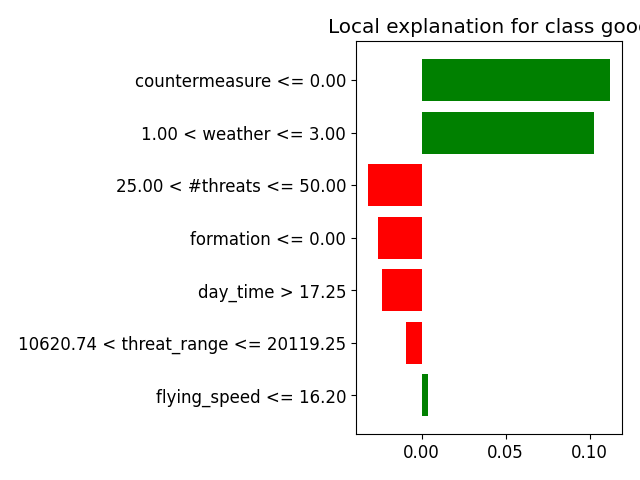 Local explanation for class goo
countermeasure <= 0.00
1.00 < weather <= 3.00
25.00 < #threats <= 50.00
formation <= 0.00
day_time > 17.25
10620.74 < threat_range <= 20119.25
flying_speed <= 16.20
0.00 0.05 0.10